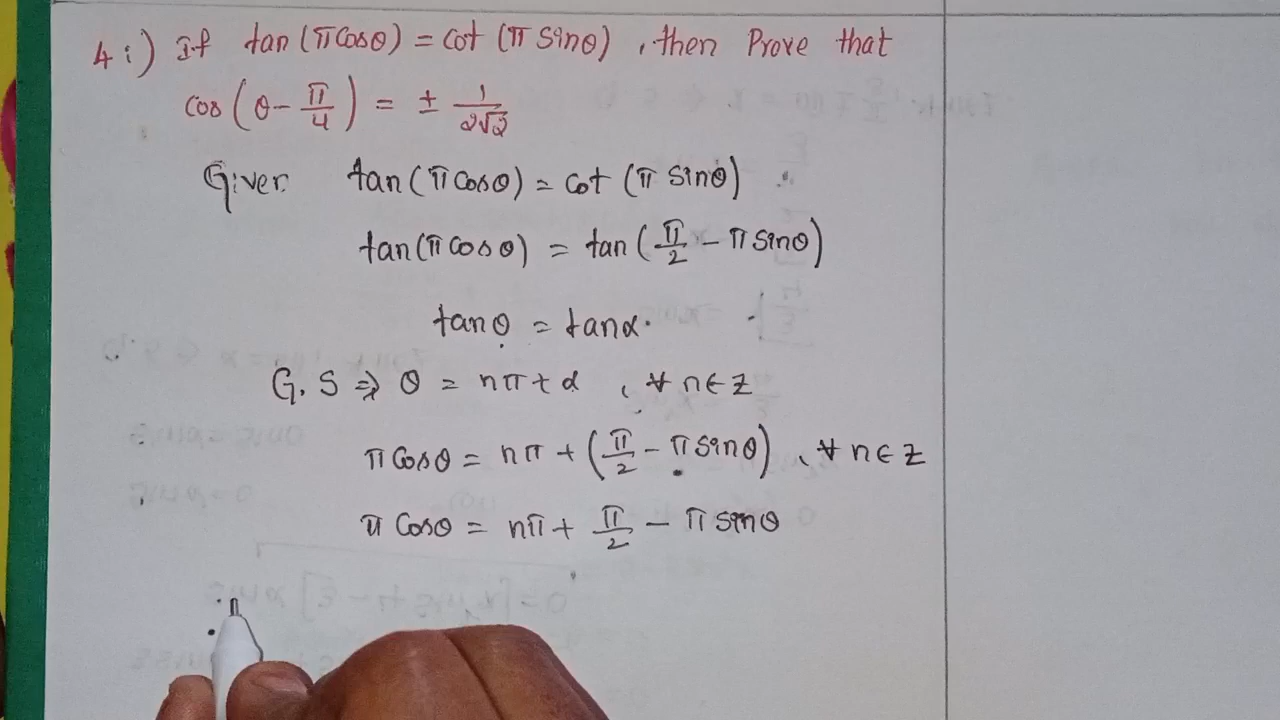 4 i) If tan (π cosθ) = cot (π sinθ), then Prove that
cos (θ - π/4) = ± 1/2√2
Given tan (π cosθ) = cot (π sinθ)
tan(π cosθ) = tan (π/2 - π sinθ)
tanθ = tanα.
G. S ⇒ θ = nπ + α , ∀ n ∈ Z
π cosθ = nπ + (π/2 - π sinθ) , ∀ n ∈ Z
π cosθ = nπ + π/2 - π sinθ